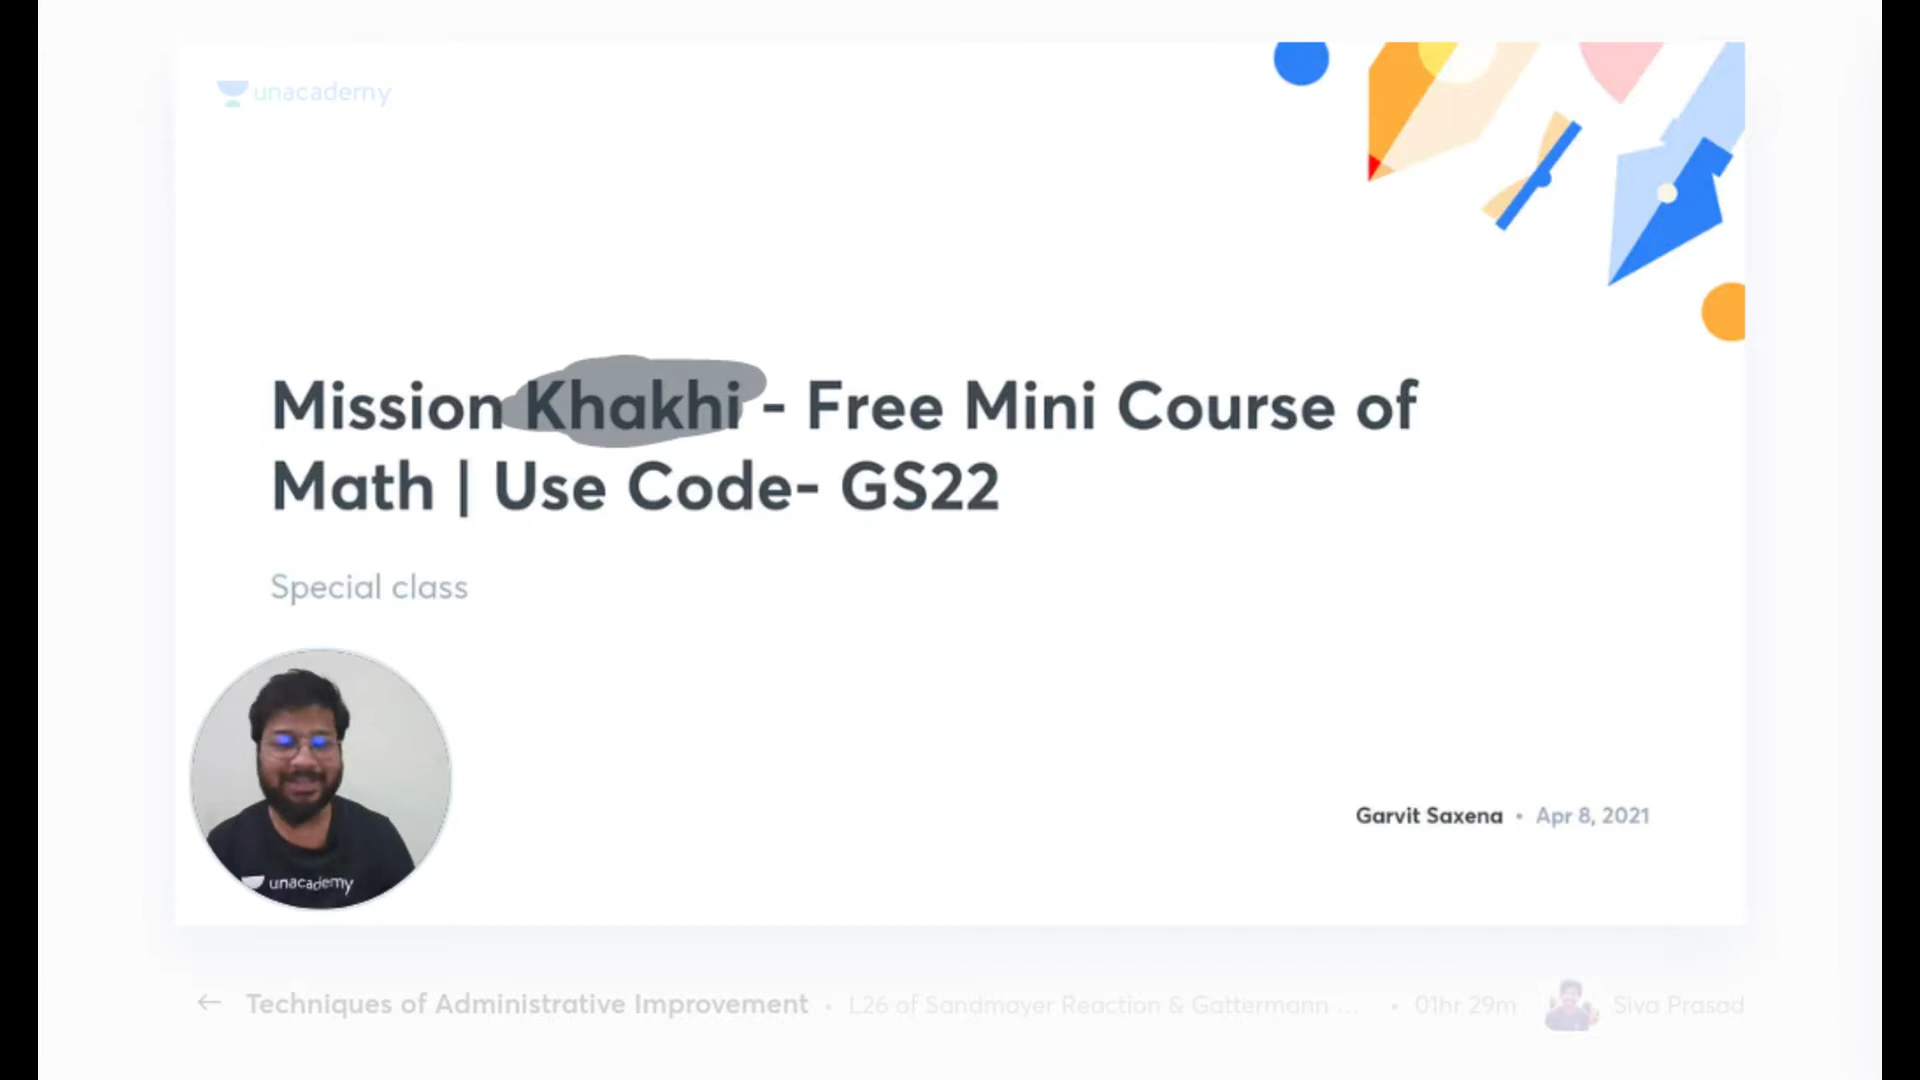 unacademy
Mission Khakhi - Free Mini Course of
Math | Use Code- GS22
Special class
Garvit Saxena • Apr 8, 2021
unacademy
← Techniques of Administrative Improvement • L26 of Sandmayer Reaction & Gattermann ... • 01hr 29m Siva Prasad